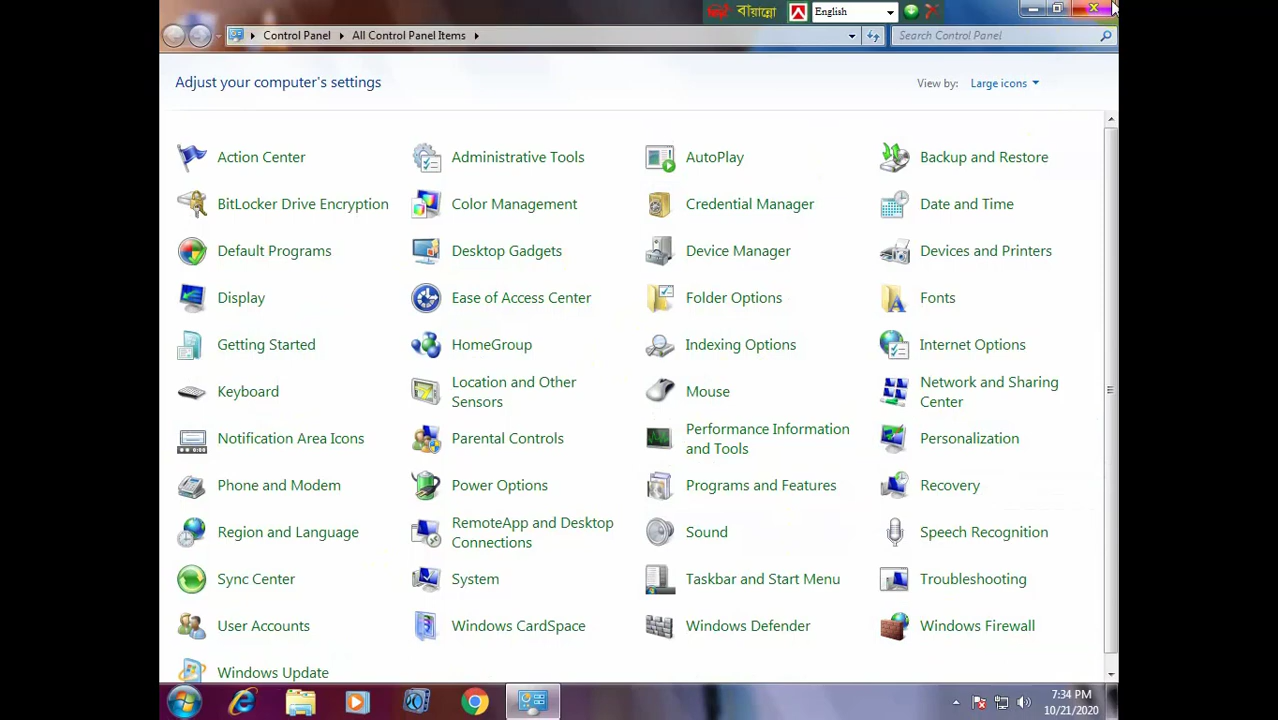 বাঁয়ান্নো English
Control Panel All Control Panel Items Search Control Panel
Adjust your computer's settings View by: Large icons
Action Center Administrative Tools AutoPlay Backup and Restore
BitLocker Drive Encryption Color Management Credential Manager Date and Time
Default Programs Desktop Gadgets Device Manager Devices and Printers
Display Ease of Access Center Folder Options Fonts
Getting Started HomeGroup Indexing Options Internet Options
Keyboard Location and Other Sensors Mouse Network and Sharing Center
Notification Area Icons Parental Controls Performance Information and Tools Personalization
Phone and Modem Power Options Programs and Features Recovery
Region and Language RemoteApp and Desktop Connections Sound Speech Recognition
Sync Center System Taskbar and Start Menu Troubleshooting
User Accounts Windows CardSpace Windows Defender Windows Firewall
Windows Update
7:34 PM
10/21/2020